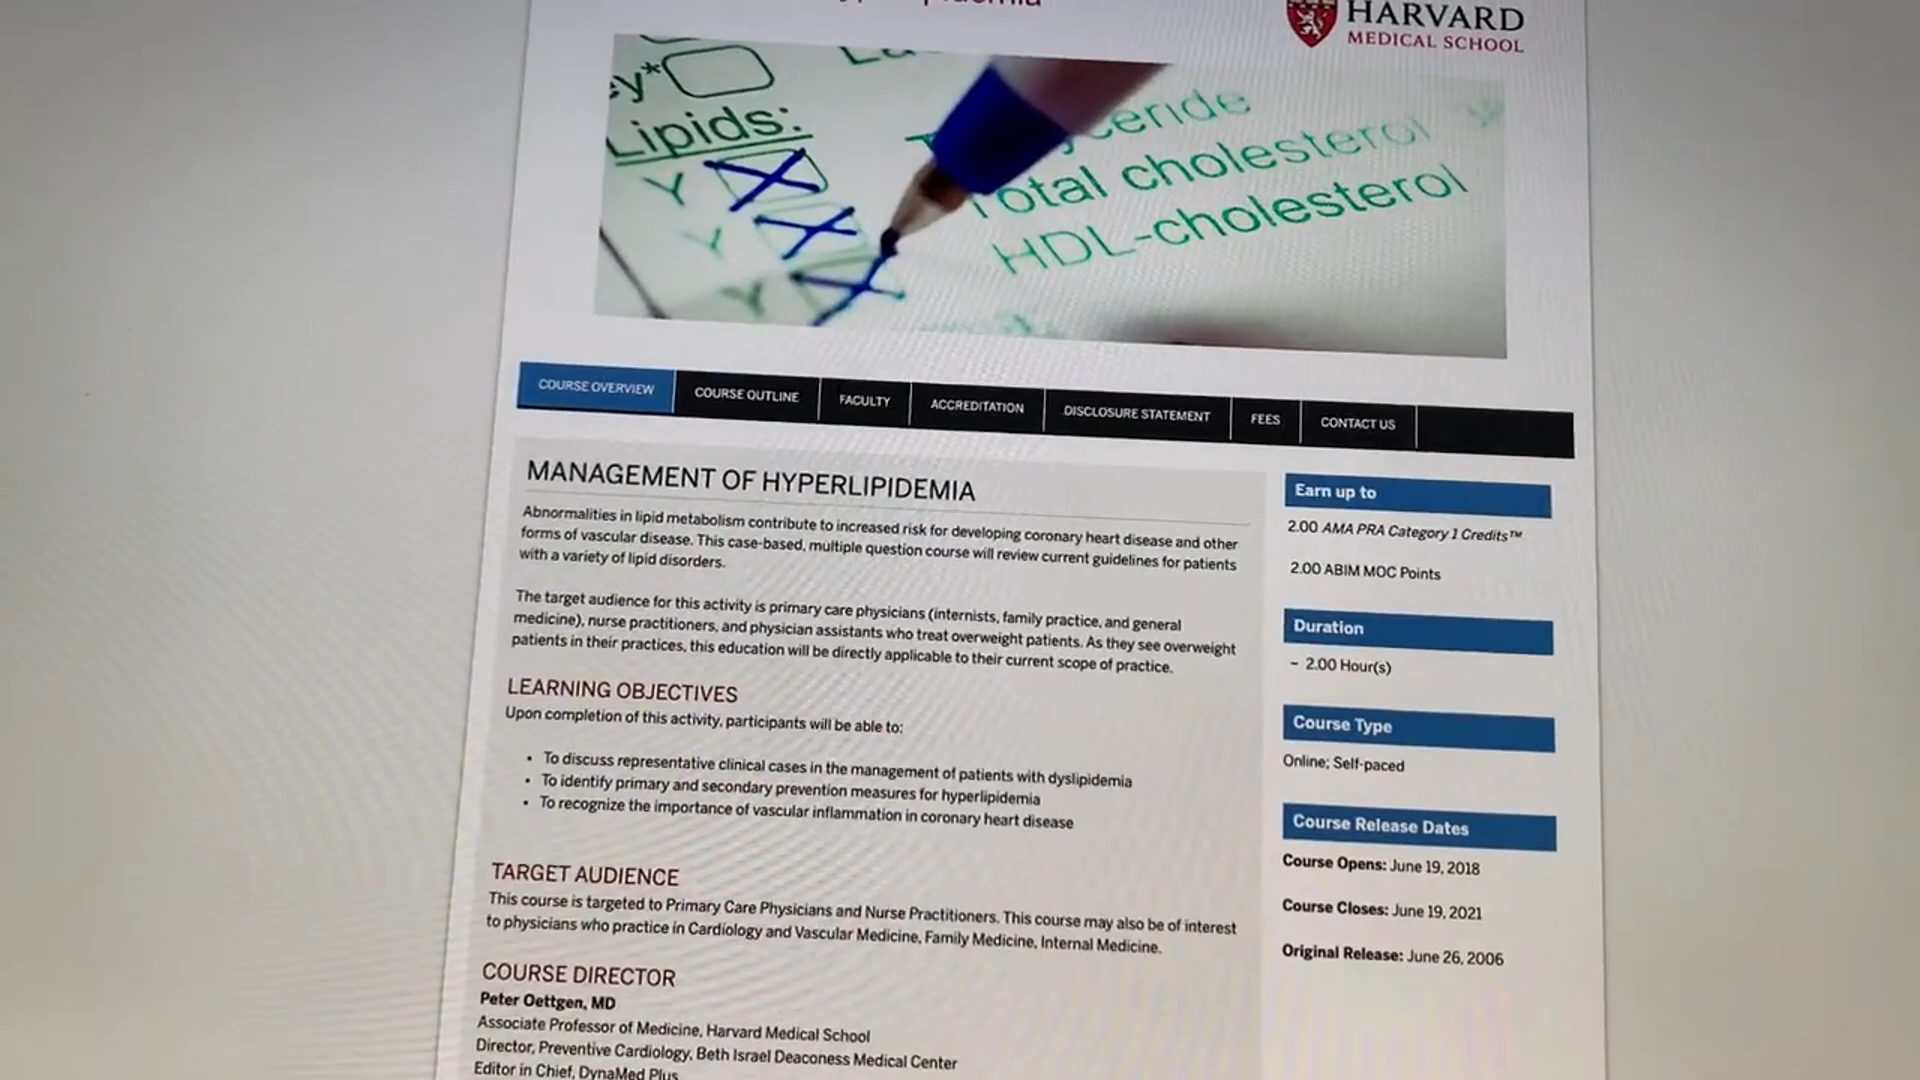 HARVARD
MEDICAL SCHOOL
Lipids:
Y
Y
Y
Total cholesterol
HDL-cholesterol
COURSE OVERVIEW
COURSE OUTLINE
FACULTY
ACCREDITATION
DISCLOSURE STATEMENT
FEES
CONTACT US
MANAGEMENT OF HYPERLIPIDEMIA
Abnormalities in lipid metabolism contribute to increased risk for developing coronary heart disease and other
forms of vascular disease. This case-based, multiple question course will review current guidelines for patients
with a variety of lipid disorders.
The target audience for this activity is primary care physicians (internists, family practice, and general
medicine), nurse practitioners, and physician assistants who treat overweight patients. As they see overweight
patients in their practices, this education will be directly applicable to their current scope of practice.
LEARNING OBJECTIVES
Upon completion of this activity, participants will be able to:
• To discuss representative clinical cases in the management of patients with dyslipidemia
• To identify primary and secondary prevention measures for hyperlipidemia
• To recognize the importance of vascular inflammation in coronary heart disease
TARGET AUDIENCE
This course is targeted to Primary Care Physicians and Nurse Practitioners. This course may also be of interest
to physicians who practice in Cardiology and Vascular Medicine, Family Medicine, Internal Medicine.
COURSE DIRECTOR
Peter Oettgen, MD
Associate Professor of Medicine, Harvard Medical School
Director, Preventive Cardiology, Beth Israel Deaconess Medical Center
Editor in Chief, DynaMed Plus
Earn up to
2.00 AMA PRA Category 1 Credits™
2.00 ABIM MOC Points
Duration
~ 2.00 Hour(s)
Course Type
Online; Self-paced
Course Release Dates
Course Opens: June 19, 2018
Course Closes: June 19, 2021
Original Release: June 26, 2006